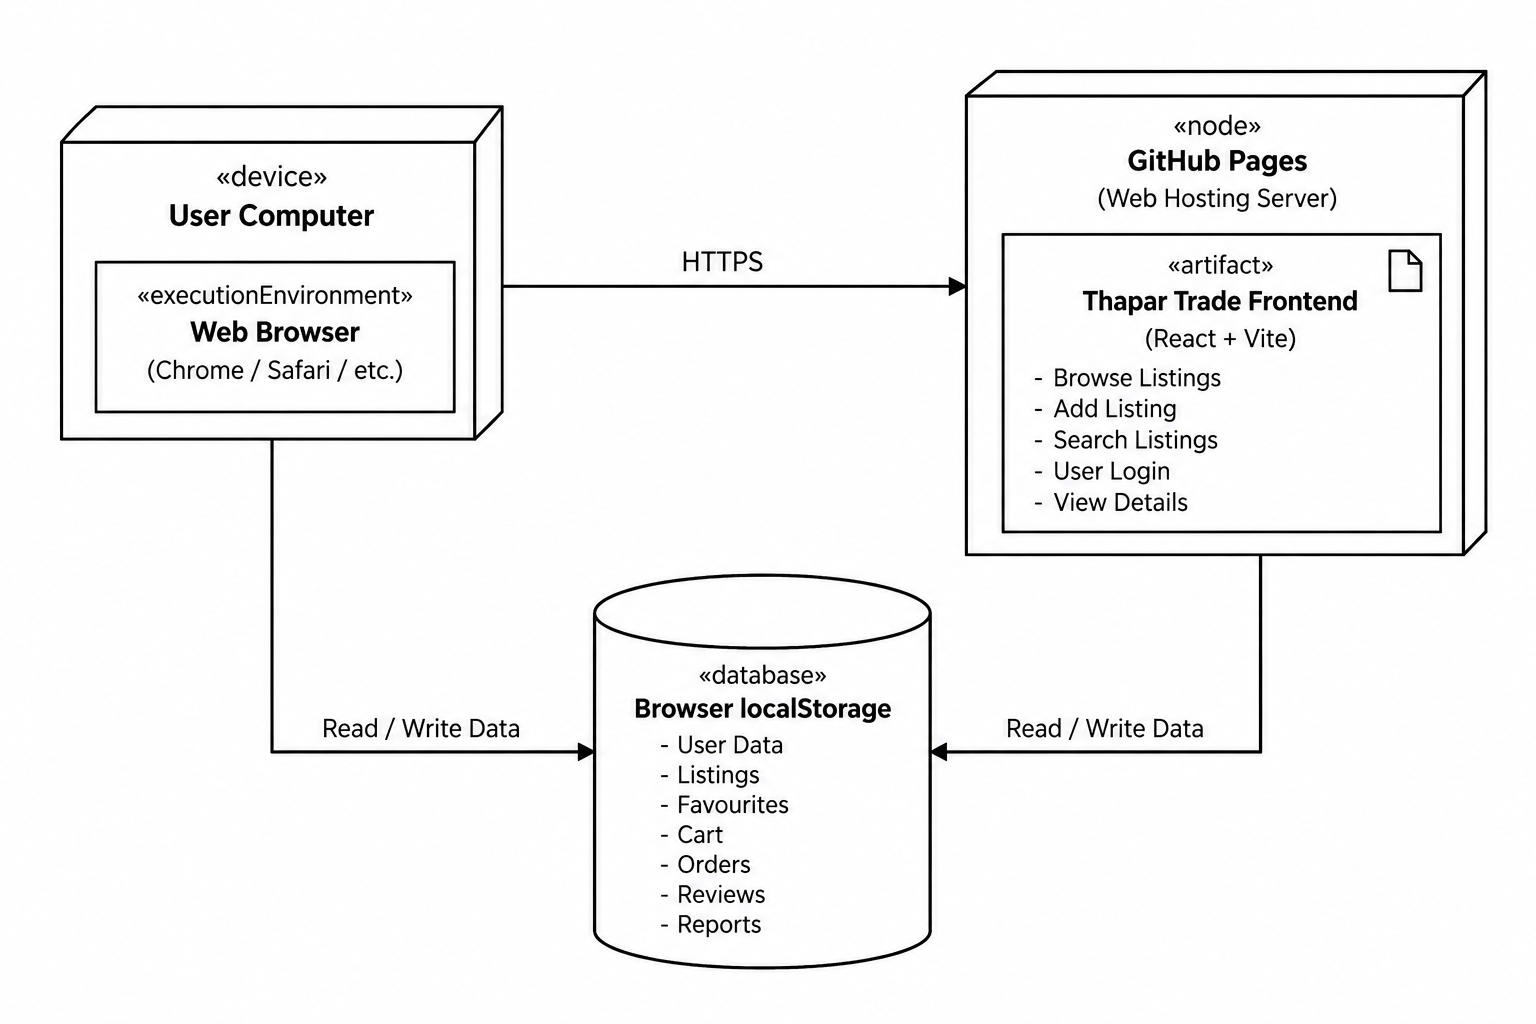 «device»
User Computer
«executionEnvironment»
Web Browser
(Chrome / Safari / etc.)
HTTPS
«node»
GitHub Pages
(Web Hosting Server)
«artifact»
Thapar Trade Frontend
(React + Vite)
- Browse Listings
- Add Listing
- Search Listings
- User Login
- View Details
Read / Write Data
«database»
Browser localStorage
- User Data
- Listings
- Favourites
- Cart
- Orders
- Reviews
- Reports
Read / Write Data